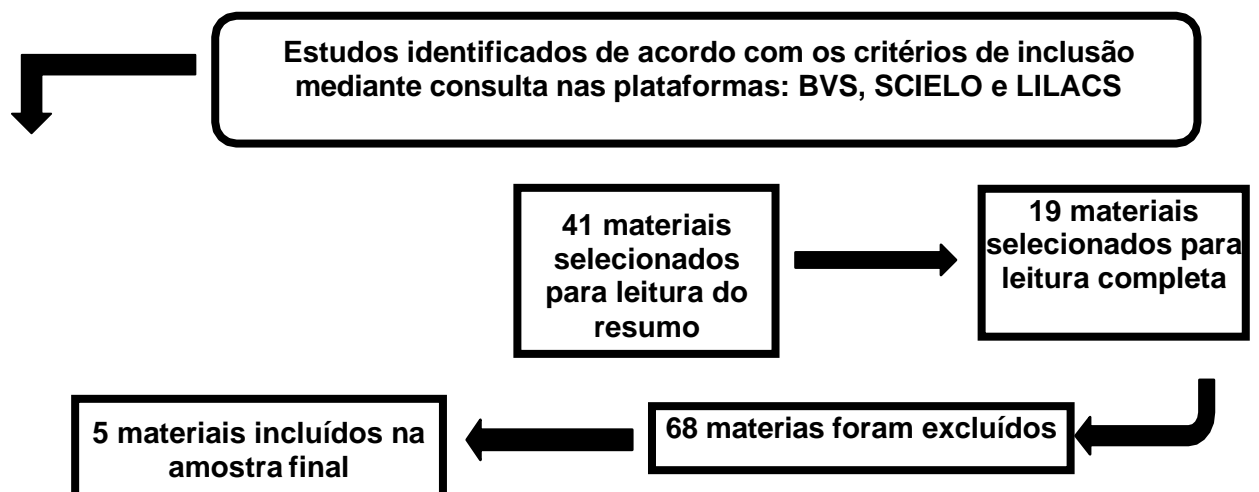 Estudos identificados de acordo com os critérios de inclusão
mediante consulta nas plataformas: BVS, SCIELO e LILACS
41 materiais
selecionados
para leitura do
resumo
19 materiais
selecionados para
leitura completa
68 materias foram excluídos
5 materiais incluídos na
amostra final